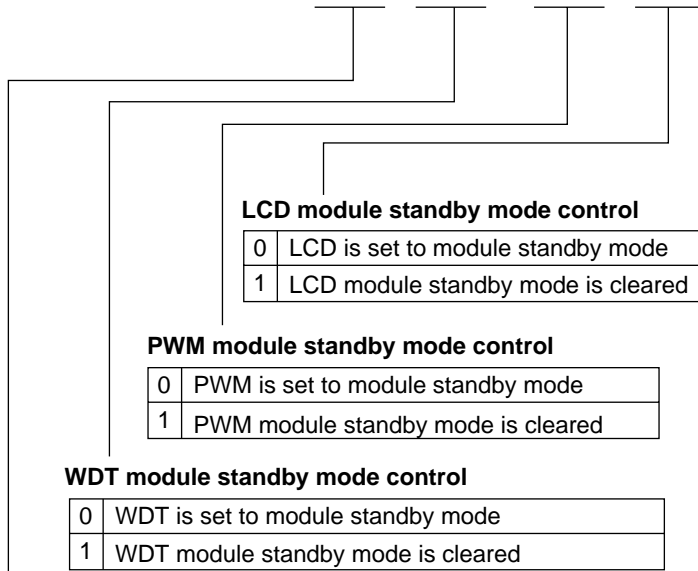 LCD module standby mode control
0 LCD is set to module standby mode
1 LCD module standby mode is cleared
PWM module standby mode control
0 PWM is set to module standby mode
1 PWM module standby mode is cleared
WDT module standby mode control
0 WDT is set to module standby mode
1 WDT module standby mode is cleared